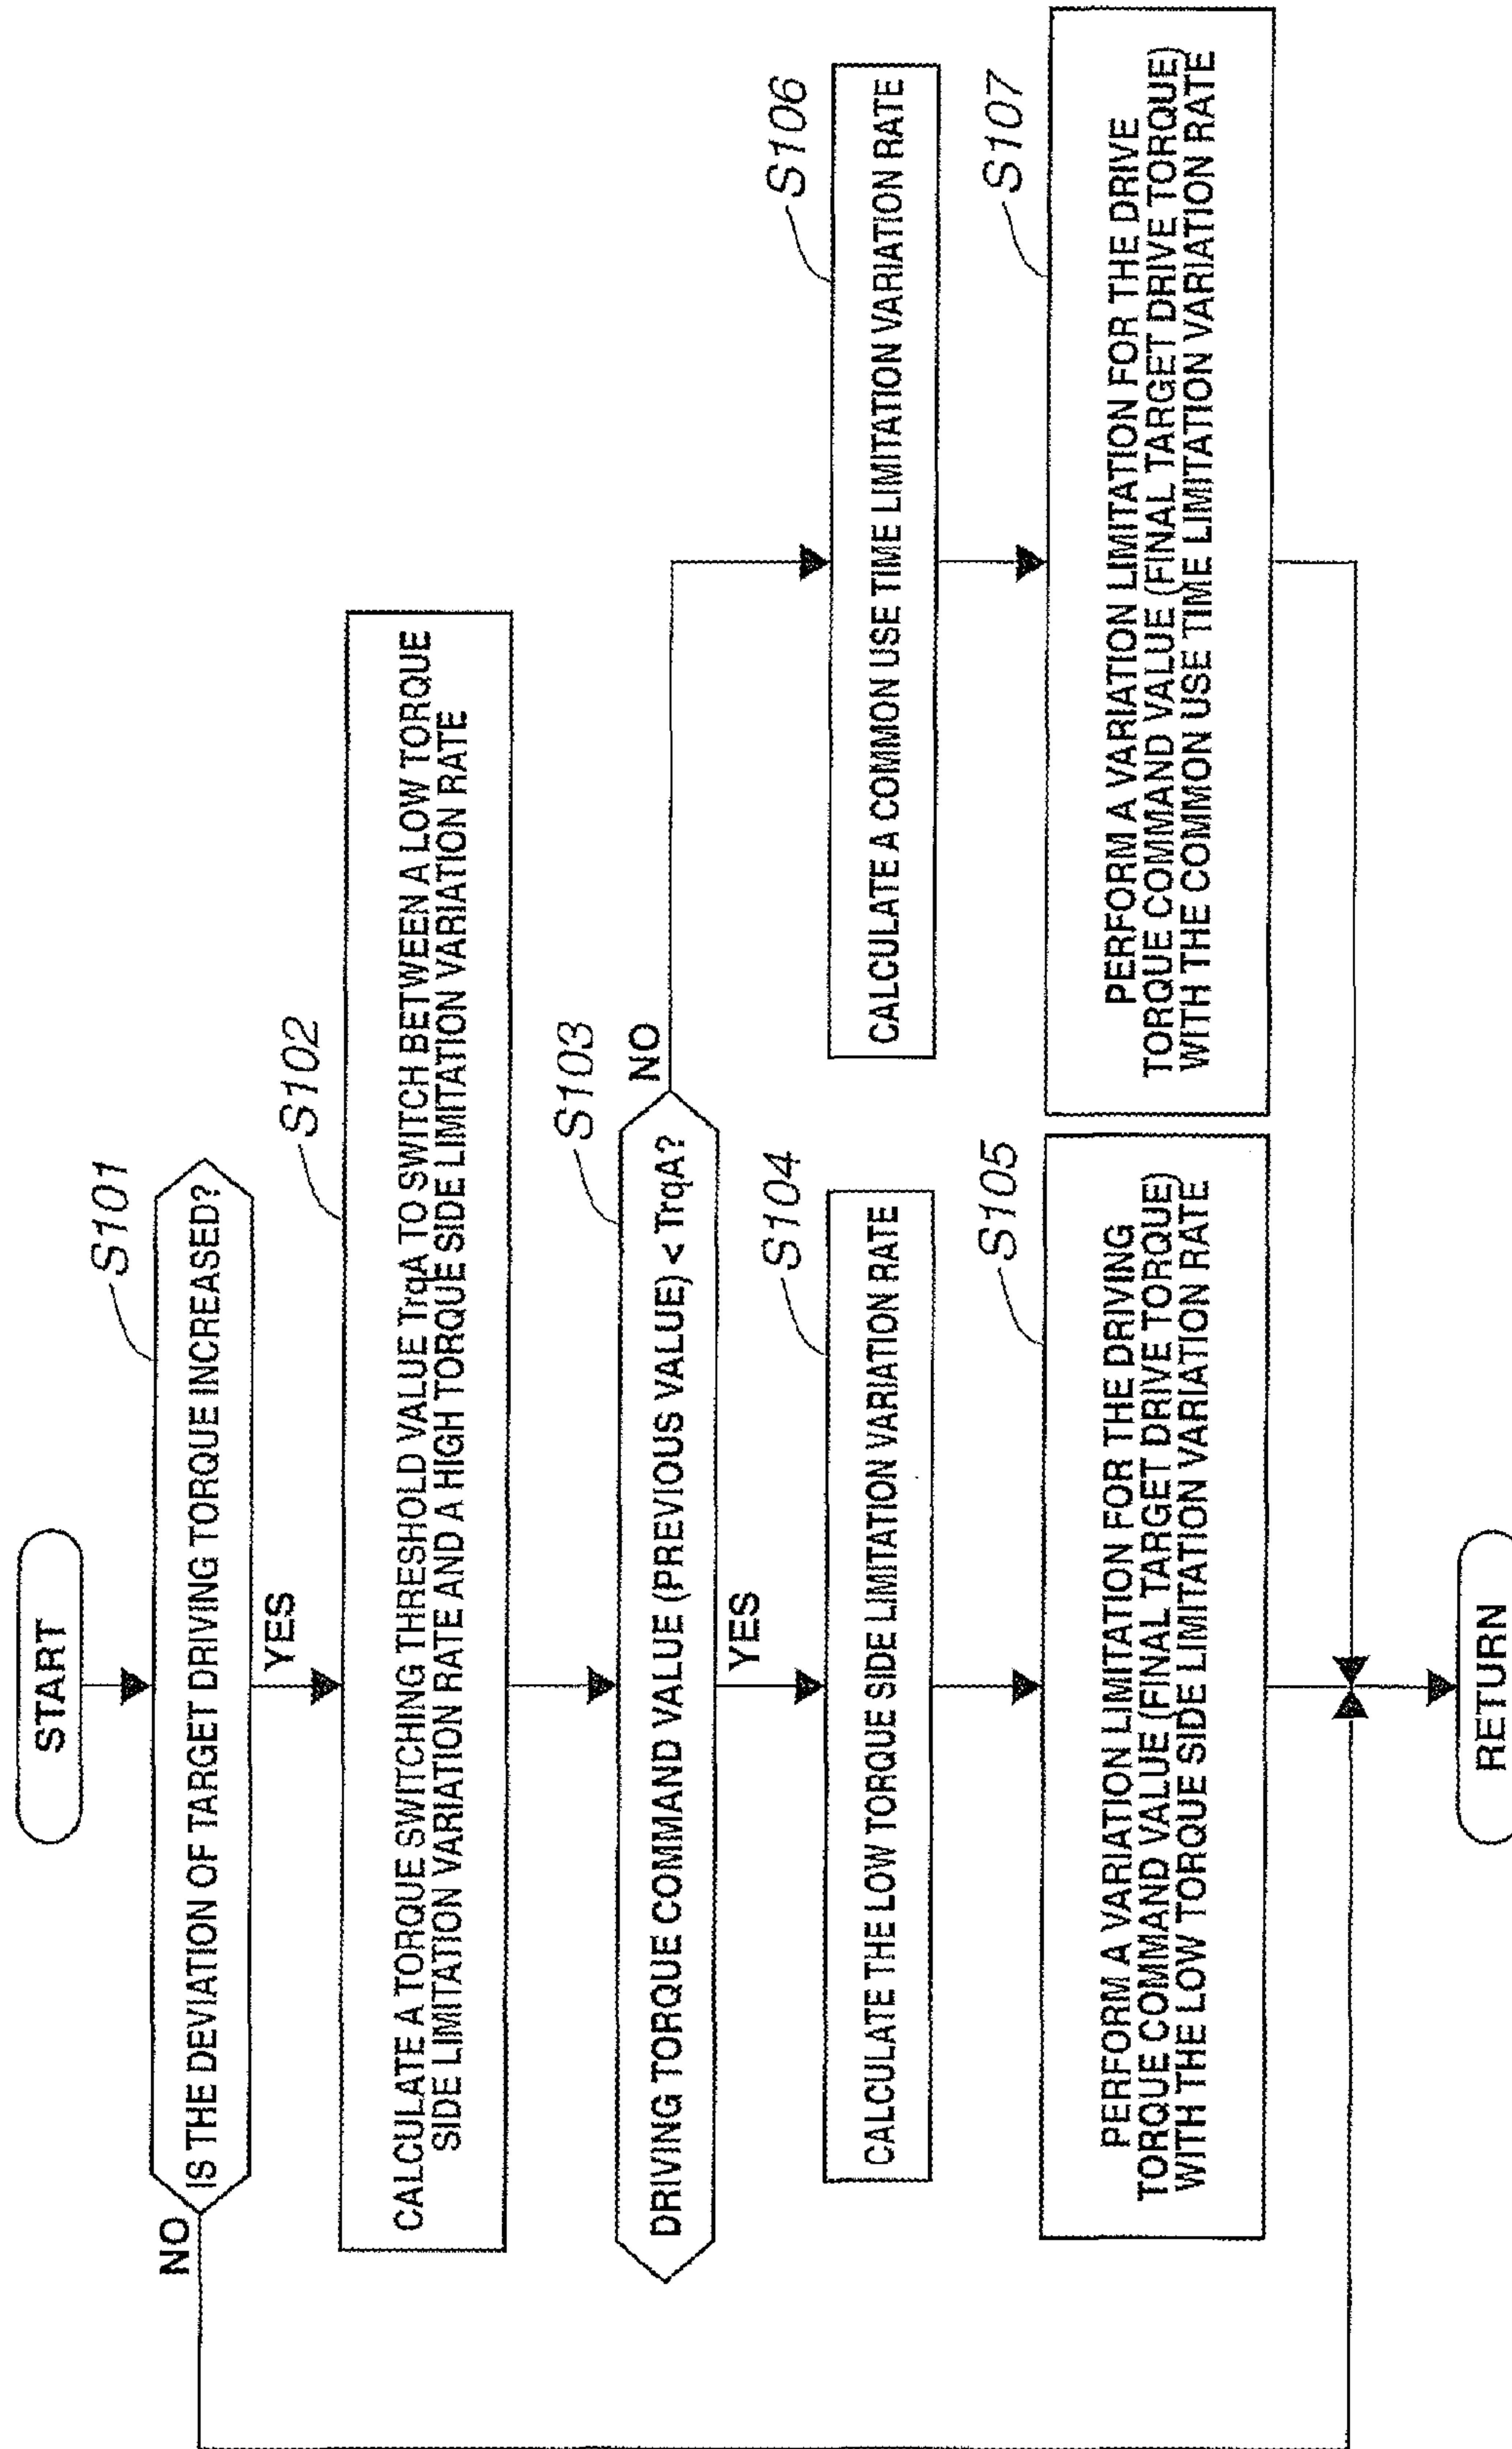 START
S101
IS THE DEVIATION OF TARGET DRIVING TORQUE INCREASED?
NO
YES
S102
CALCULATE A TORQUE SWITCHING THRESHOLD VALUE TrqA TO SWITCH BETWEEN A LOW TORQUE
SIDE LIMITATION VARIATION RATE AND A HIGH TORQUE SIDE LIMITATION VARIATION RATE
S103
DRIVING TORQUE COMMAND VALUE (PREVIOUS VALUE) < TrqA?
NO
YES
S104
CALCULATE THE LOW TORQUE SIDE LIMITATION VARIATION RATE
S105
PERFORM A VARIATION LIMITATION FOR THE DRIVING
TORQUE COMMAND VALUE (FINAL TARGET DRIVE TORQUE)
WITH THE LOW TORQUE SIDE LIMITATION VARIATION RATE
S106
CALCULATE A COMMON USE TIME LIMITATION VARIATION RATE
S107
PERFORM A VARIATION LIMITATION FOR THE DRIVE
TORQUE COMMAND VALUE (FINAL TARGET DRIVE TORQUE)
WITH THE COMMON USE TIME LIMITATION VARIATION RATE
RETURN